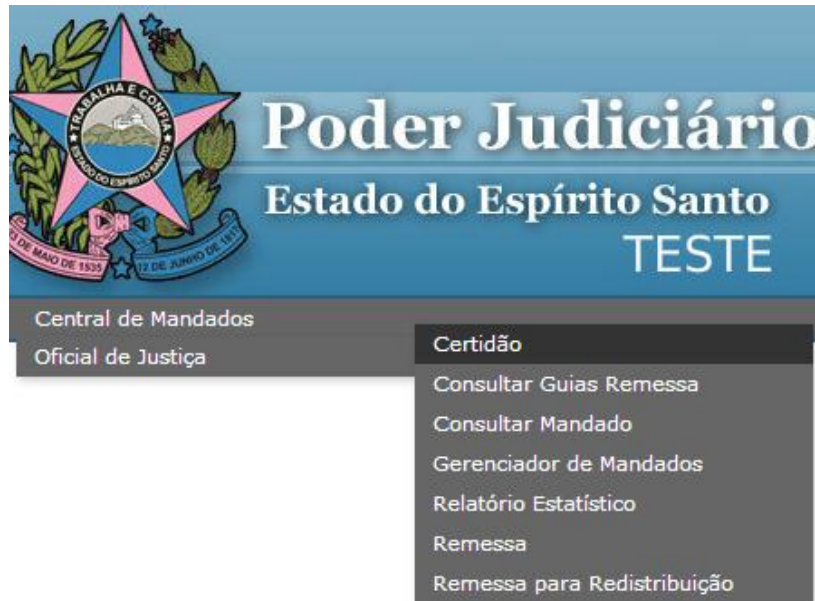 TRABALHA E CONFIA
ESTADO DO ESPIRITO SANTO
23 DE MAIO DE 1535
12 DE JUNHO DE 1817
Poder Judiciário
Estado do Espírito Santo
TESTE
Central de Mandados
Oficial de Justiça
Certidão
Consultar Guias Remessa
Consultar Mandado
Gerenciador de Mandados
Relatório Estatístico
Remessa
Remessa para Redistribuição